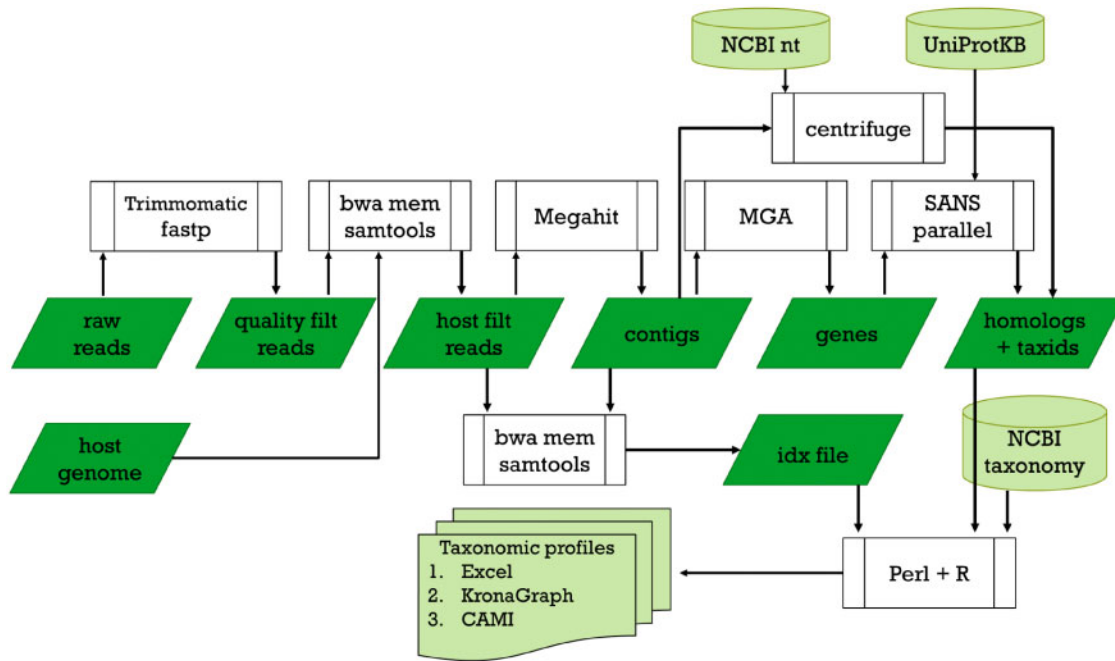 NCBI nt
UniProtKB
centrifuge
Trimmomatic
fastp
bwa mem
samtools
Megahit
MGA
SANS
parallel
raw
reads
quality filt
reads
host filt
reads
contigs
genes
homologs
+ taxids
host
genome
bwa mem
samtools
idx file
NCBI
taxonomy
Taxonomic profiles
1. Excel
2. KronaGraph
3. CAMI
Perl + R